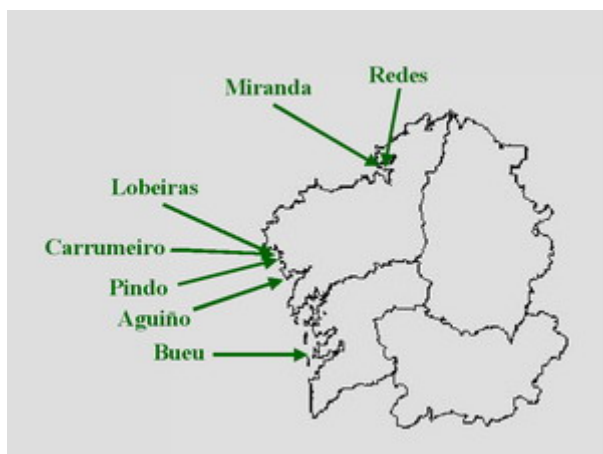 Redes
Miranda
Lobeiras
Carrumeiro
Pindo
Aguiño
Bueu